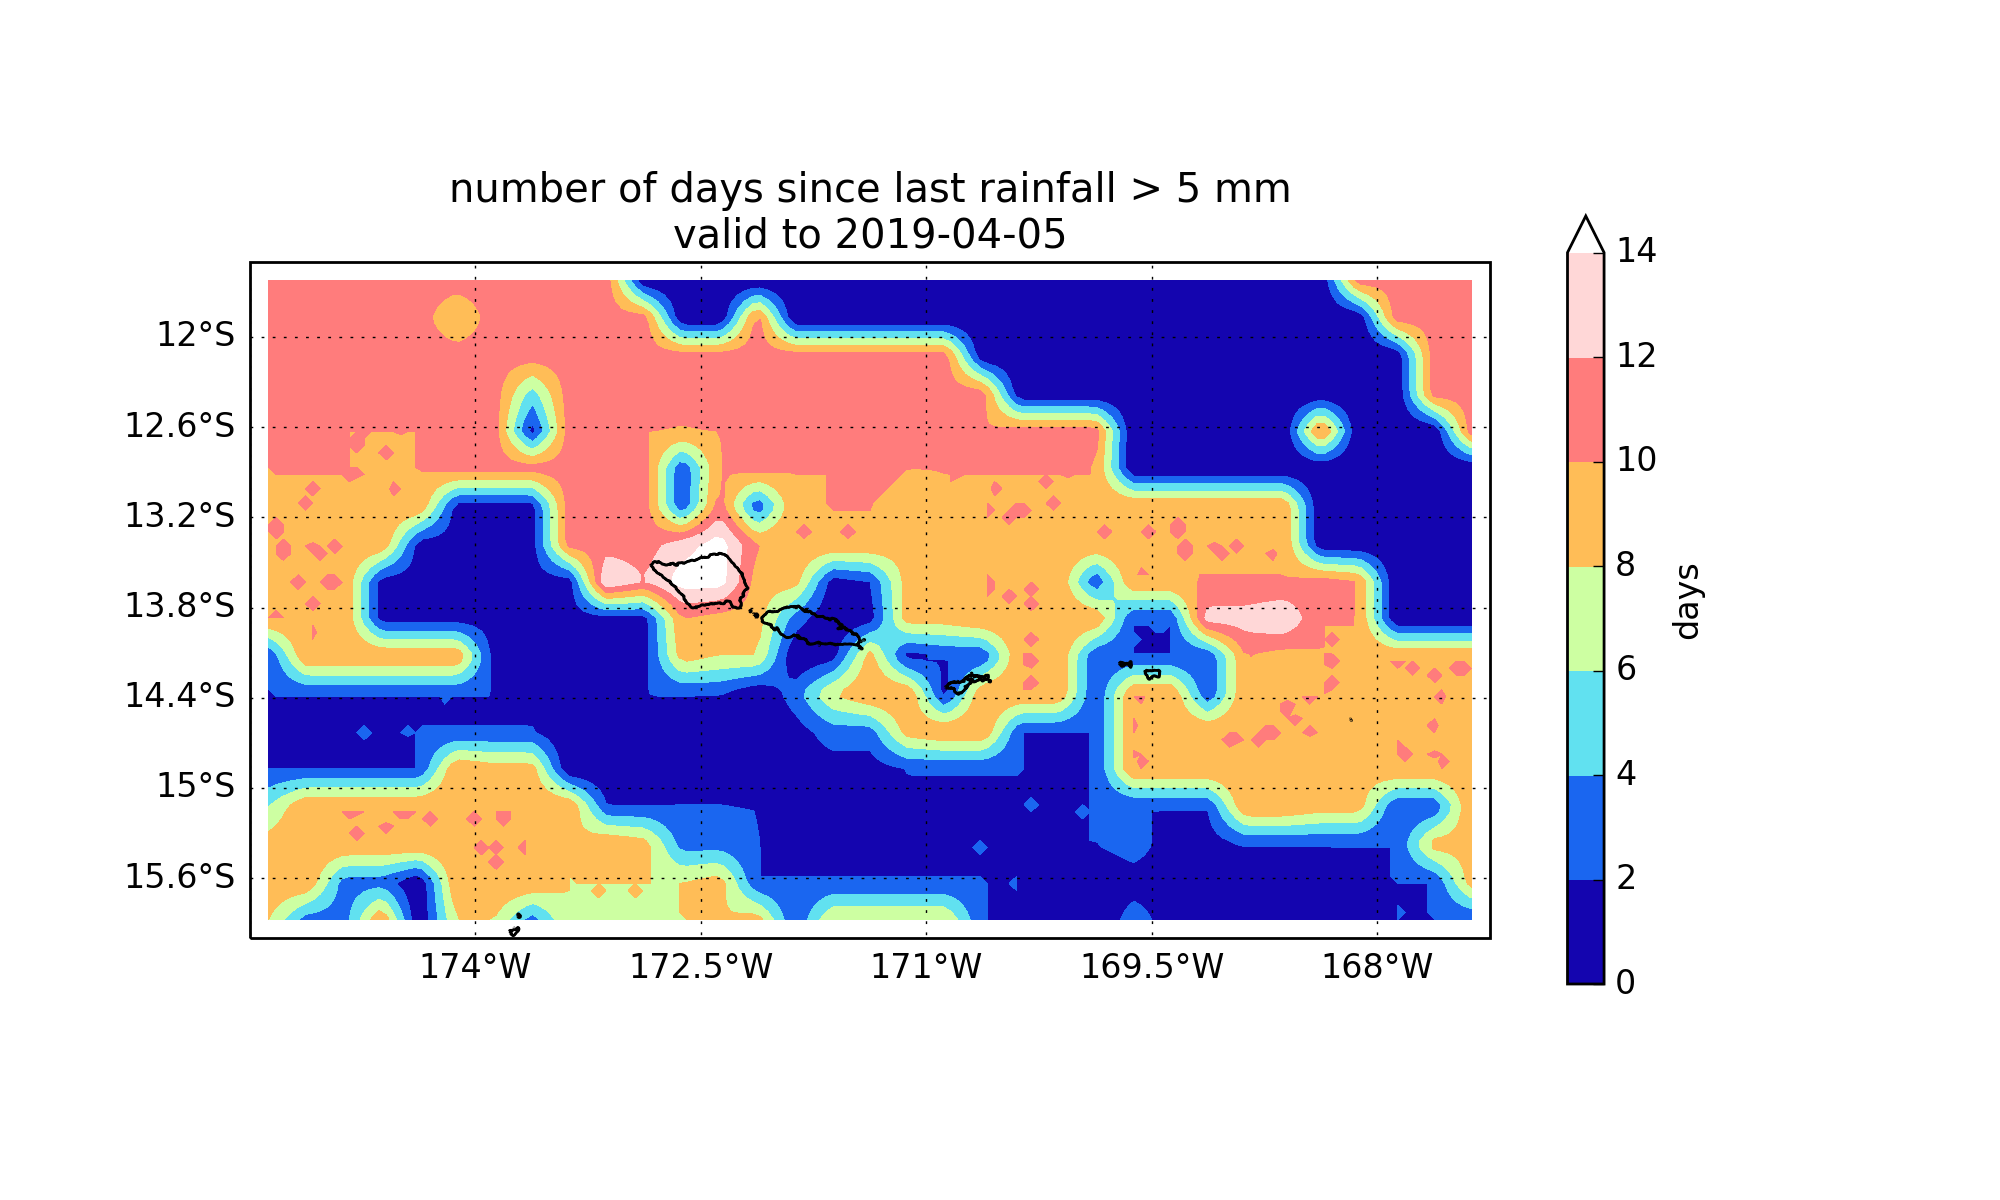 number of days since last rainfall > 5 mm
valid to 2019-04-05
12°S
12.6°S
13.2°S
13.8°S
14.4°S
15°S
15.6°S
174°W 172.5°W 171°W 169.5°W 168°W
14
12
10
8
6
4
2
0
days